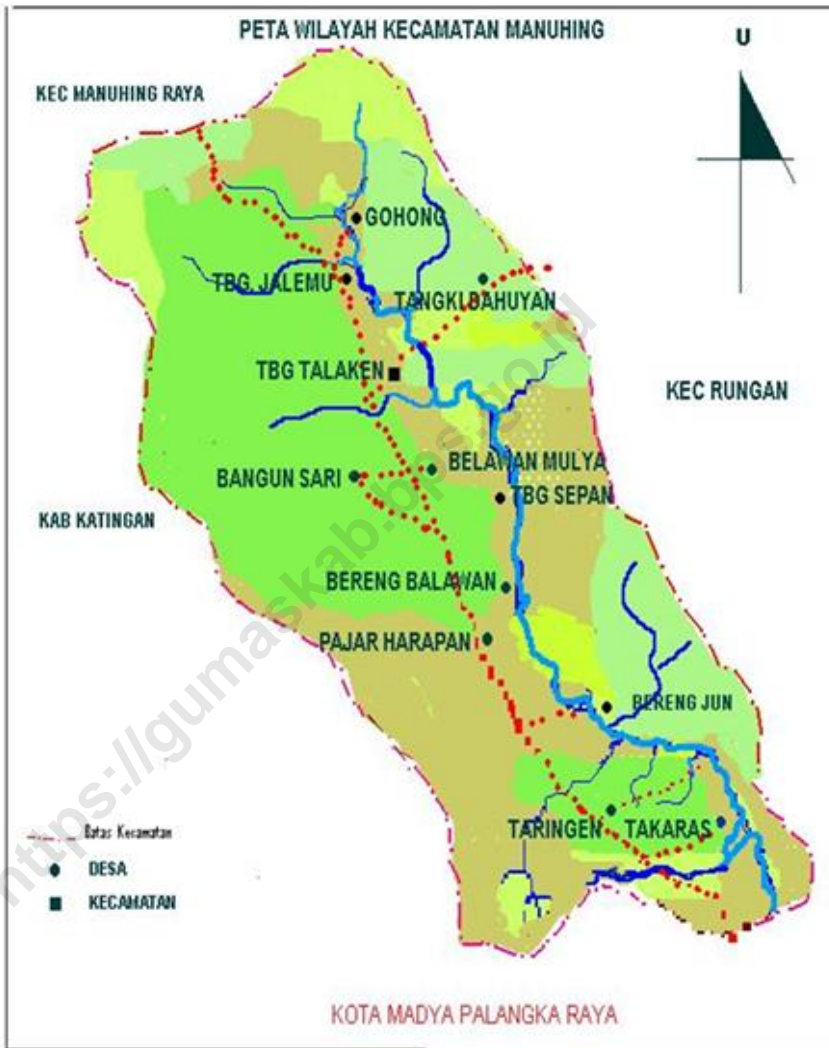 PETA WILAYAH KECAMATAN MANUHING
U
KEC MANUHING RAYA
GOHONG
TBG. JALEMU
TANGKI BAHUYAN
TBG TALAKEN
KEC RUNGAN
BELAWAN MULYA
BANGUN SARI
TBG SEPAN
KAB KATINGAN
BERENG BALAWAN
PAJAR HARAPAN
BERENG JUN
TARINGEN
TAKARAS
Batas Kecamatan
DESA
KECAMATAN
KOTA MADYA PALANGKA RAYA
https://gumaskab.bps.go.id